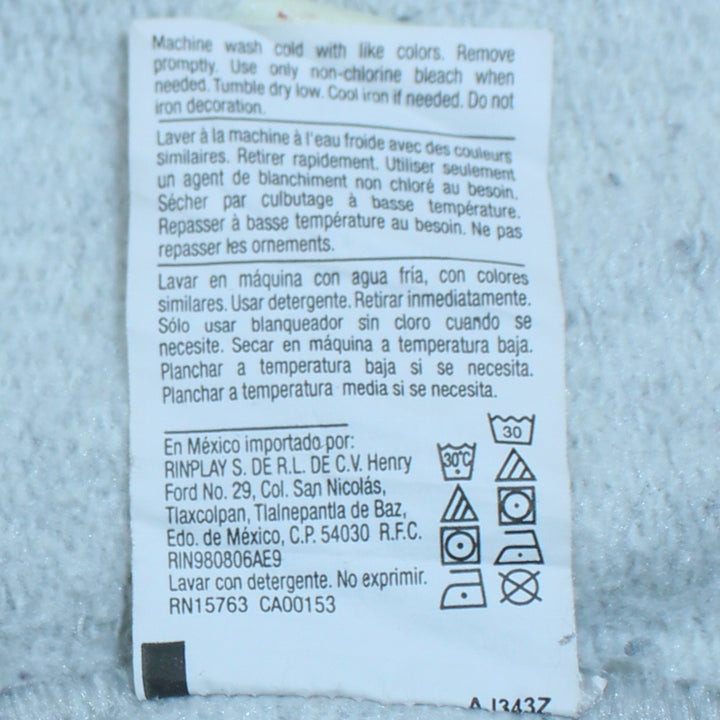 Machine wash cold with like colors. Remove
promptly. Use only non-chlorine bleach when
needed. Tumble dry low. Cool iron if needed. Do not
iron decoration.
Laver à la machine à l'eau froide avec des couleurs
similaires. Retirer rapidement. Utiliser seulement
un agent de blanchiment non chloré au besoin.
Sécher par culbutage à basse température.
Repasser à basse température au besoin. Ne pas
repasser les ornements.
Lavar en máquina con agua fría, con colores
similares. Usar detergente. Retirar inmediatamente.
Sólo usar blanqueador sin cloro cuando se
necesite. Secar en máquina a temperatura baja.
Planchar a temperatura baja si se necesita.
Planchar a temperatura media si se necesita.
En México importado por:
RINPLAY S. DE R.L. DE C.V. Henry
Ford No. 29, Col. San Nicolás,
Tlaxcolpan, Tlalnepantla de Baz,
Edo. de México, C.P. 54030 R.F.C.
RIN980806AE9
Lavar con detergente. No exprimir.
RN15763 CA00153
30
30°C